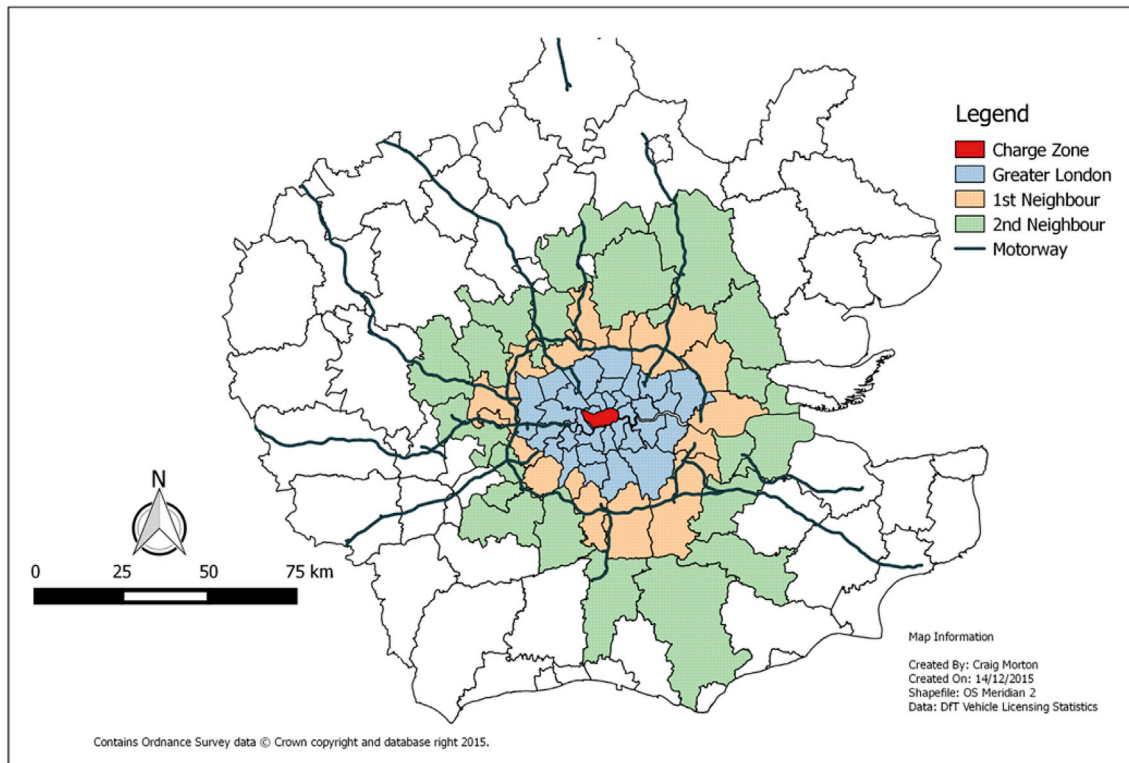 Legend
Charge Zone
Greater London
1st Neighbour
2nd Neighbour
Motorway
N
0 25 50 75 km
Map Information
Created By: Craig Morton
Created On: 14/12/2015
Shapefile: OS Meridian 2
Data: DfT Vehicle Licensing Statistics
Contains Ordnance Survey data © Crown copyright and database right 2015.